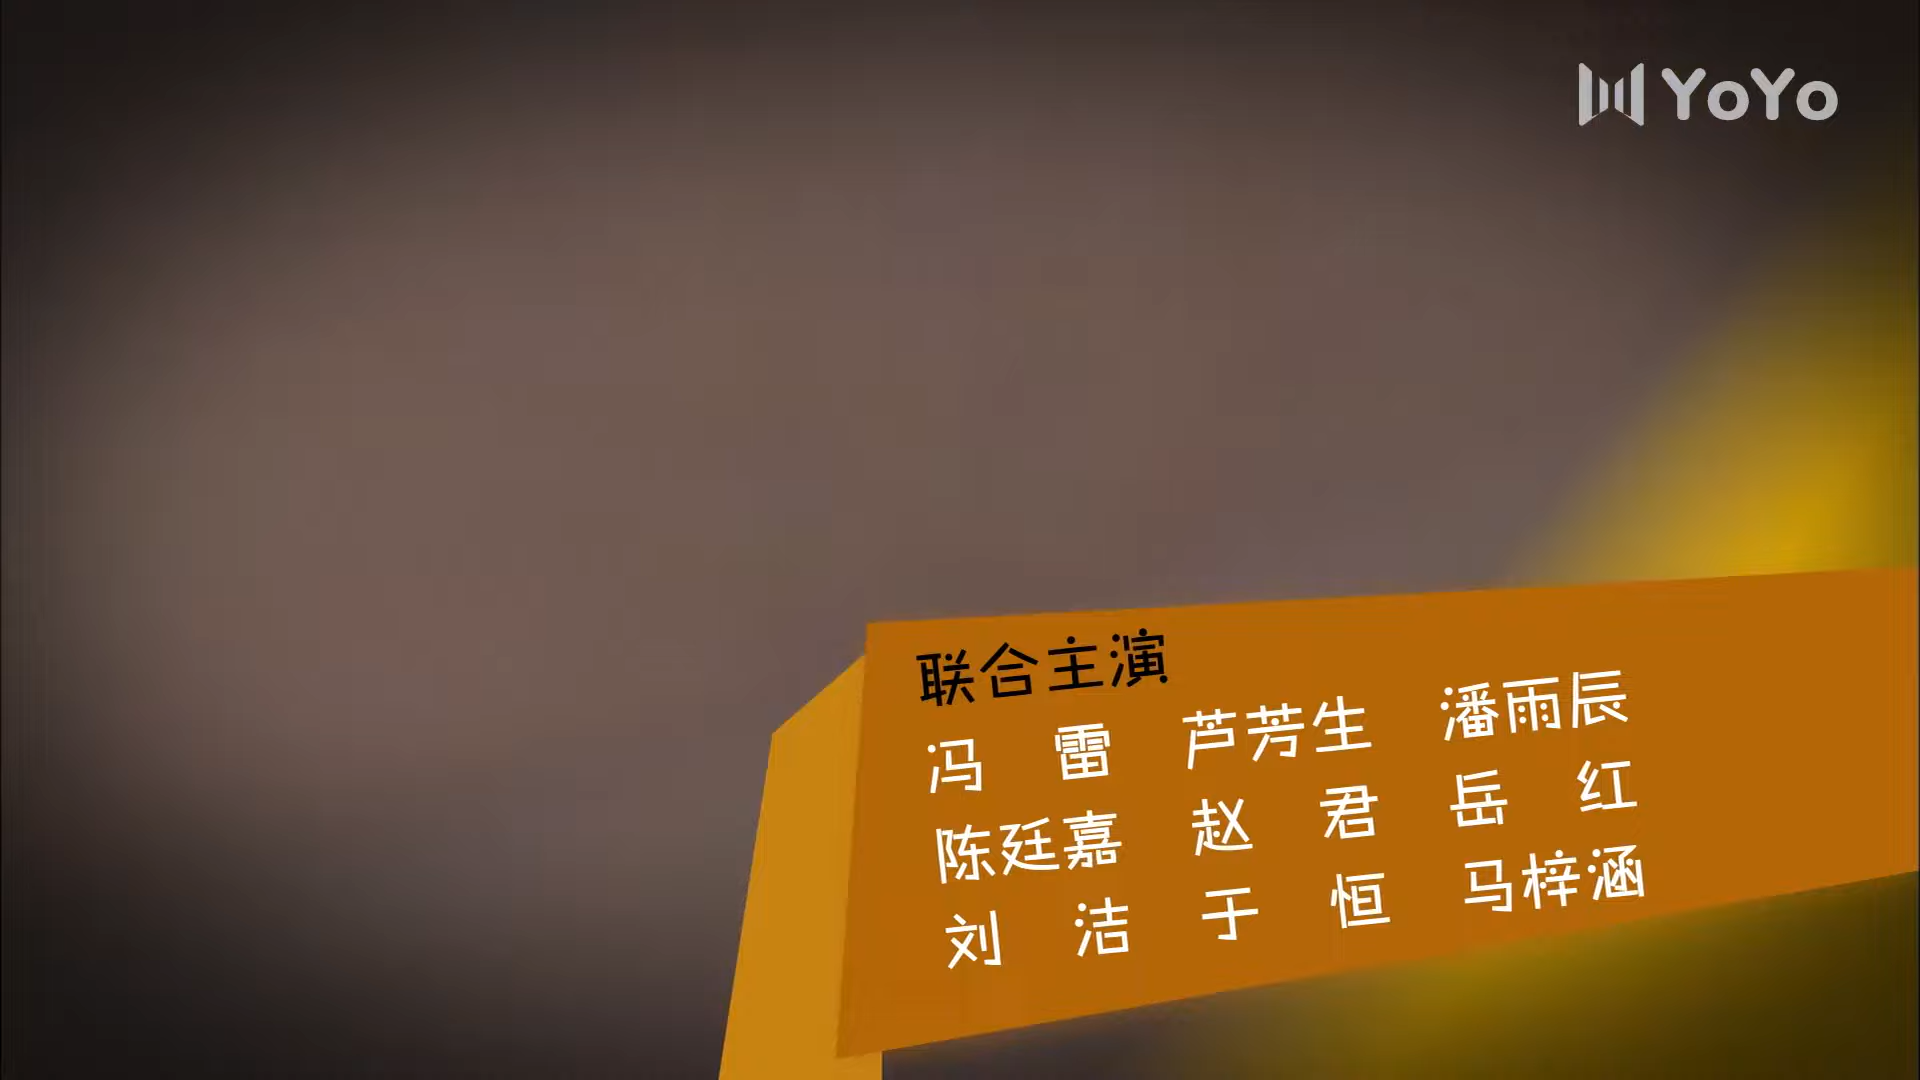 YoYo
联合主演
冯 雷 芦芳生 潘雨辰
陈廷嘉 赵 君 岳 红
刘 洁 于 恒 马梓涵